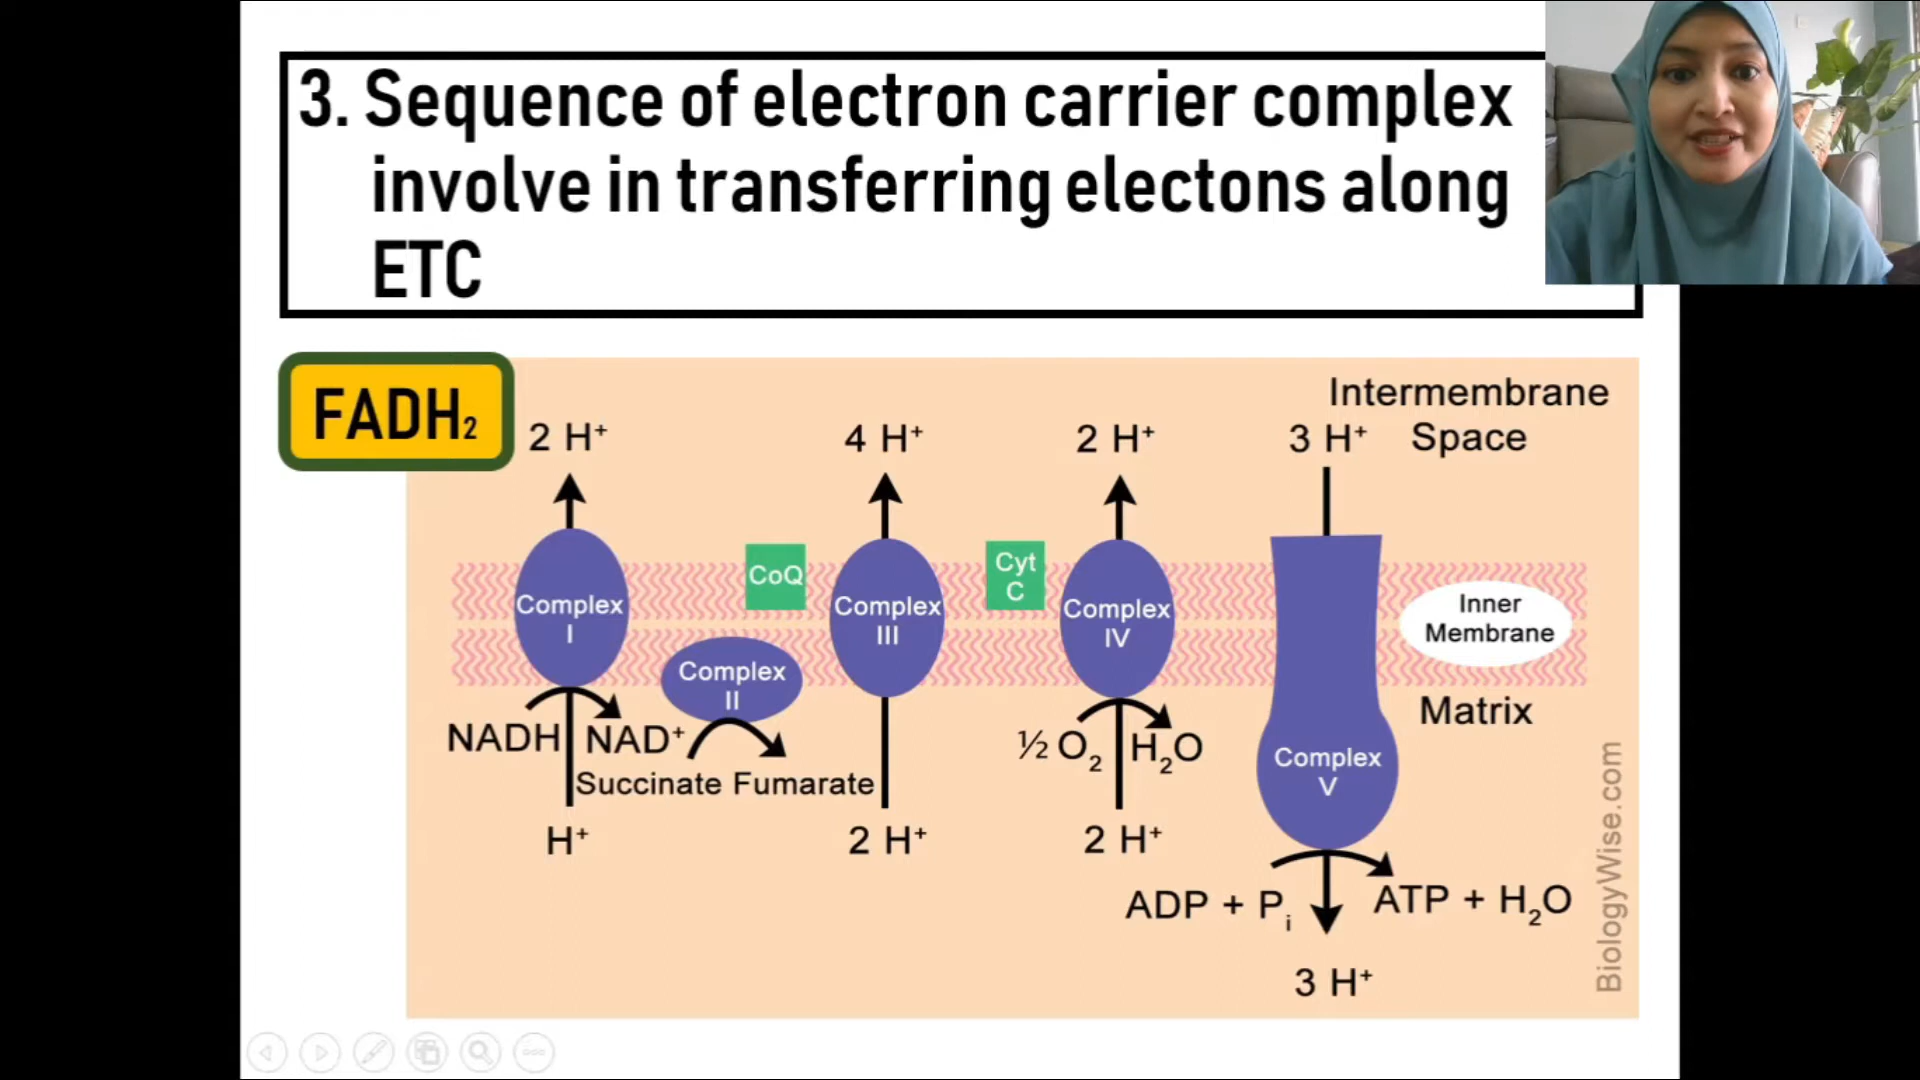 3. Sequence of electron carrier complex
involve in transferring electons along
ETC
FADH₂
Intermembrane
Space
2 H⁺
4 H⁺
2 H⁺
3 H⁺
CoQ
Cyt
C
Complex
I
Complex
II
Complex
III
Complex
IV
Inner
Membrane
Matrix
NADH
NAD⁺
Succinate Fumarate
½ O₂
H₂O
Complex
V
H⁺
2 H⁺
2 H⁺
ADP + Pᵢ
ATP + H₂O
3 H⁺
BiologyWise.com